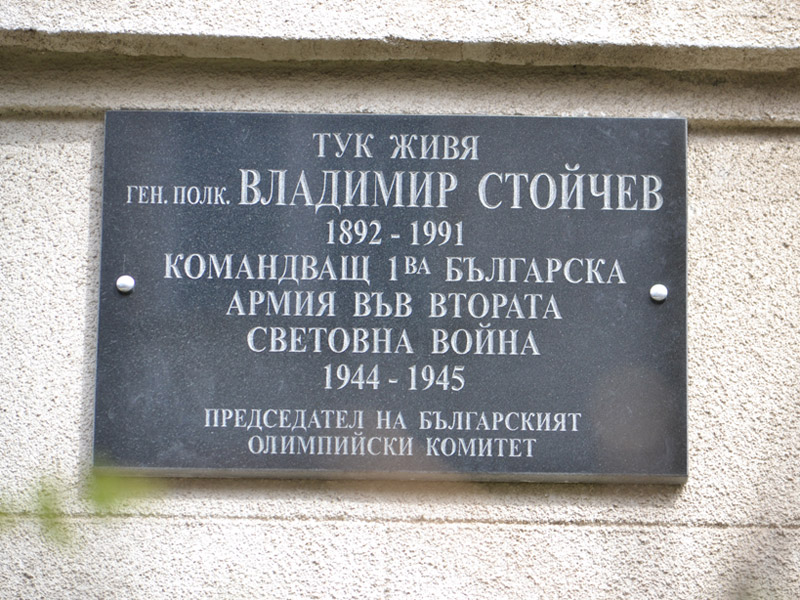 ТУК ЖИВЯ
ГЕН. ПОЛК. ВЛАДИМИР СТОЙЧЕВ
1892 - 1991
КОМАНДВАЩ 1ВА БЪЛГАРСКА
АРМИЯ ВЪВ ВТОРАТА
СВЕТОВНА ВОЙНА
1944 - 1945
ПРЕДСЕДАТЕЛ НА БЪЛГАРСКИЯТ
ОЛИМПИЙСКИ КОМИТЕТ